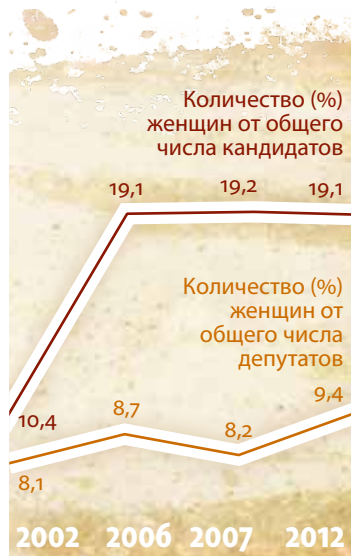 Количество (%)
женщин от общего
числа кандидатов
19,1 19,2 19,1
Количество (%)
женщин от
общего числа
депутатов
9,4
8,7
10,4
8,2
8,1
2002 2006 2007 2012